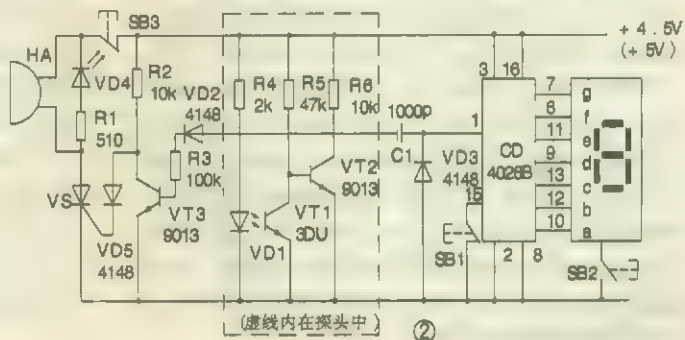 SB3
HA
VD4
R1
510
VS
VD5
4148
R2
10k
VD2
4148
R3
100k
VT3
9013
R4
2k
R5
47k
R6
10k
VT2
9013
VT1
3DU
VD1
(虚线内在探头中)
1000p
C1
VD3
4148
+4.5V
(+5V)
3 16
1
15
2 8
CD
4026B
SB1
7 g
6 f
11 e
9 d
13 c
12 b
10 a
SB2
②